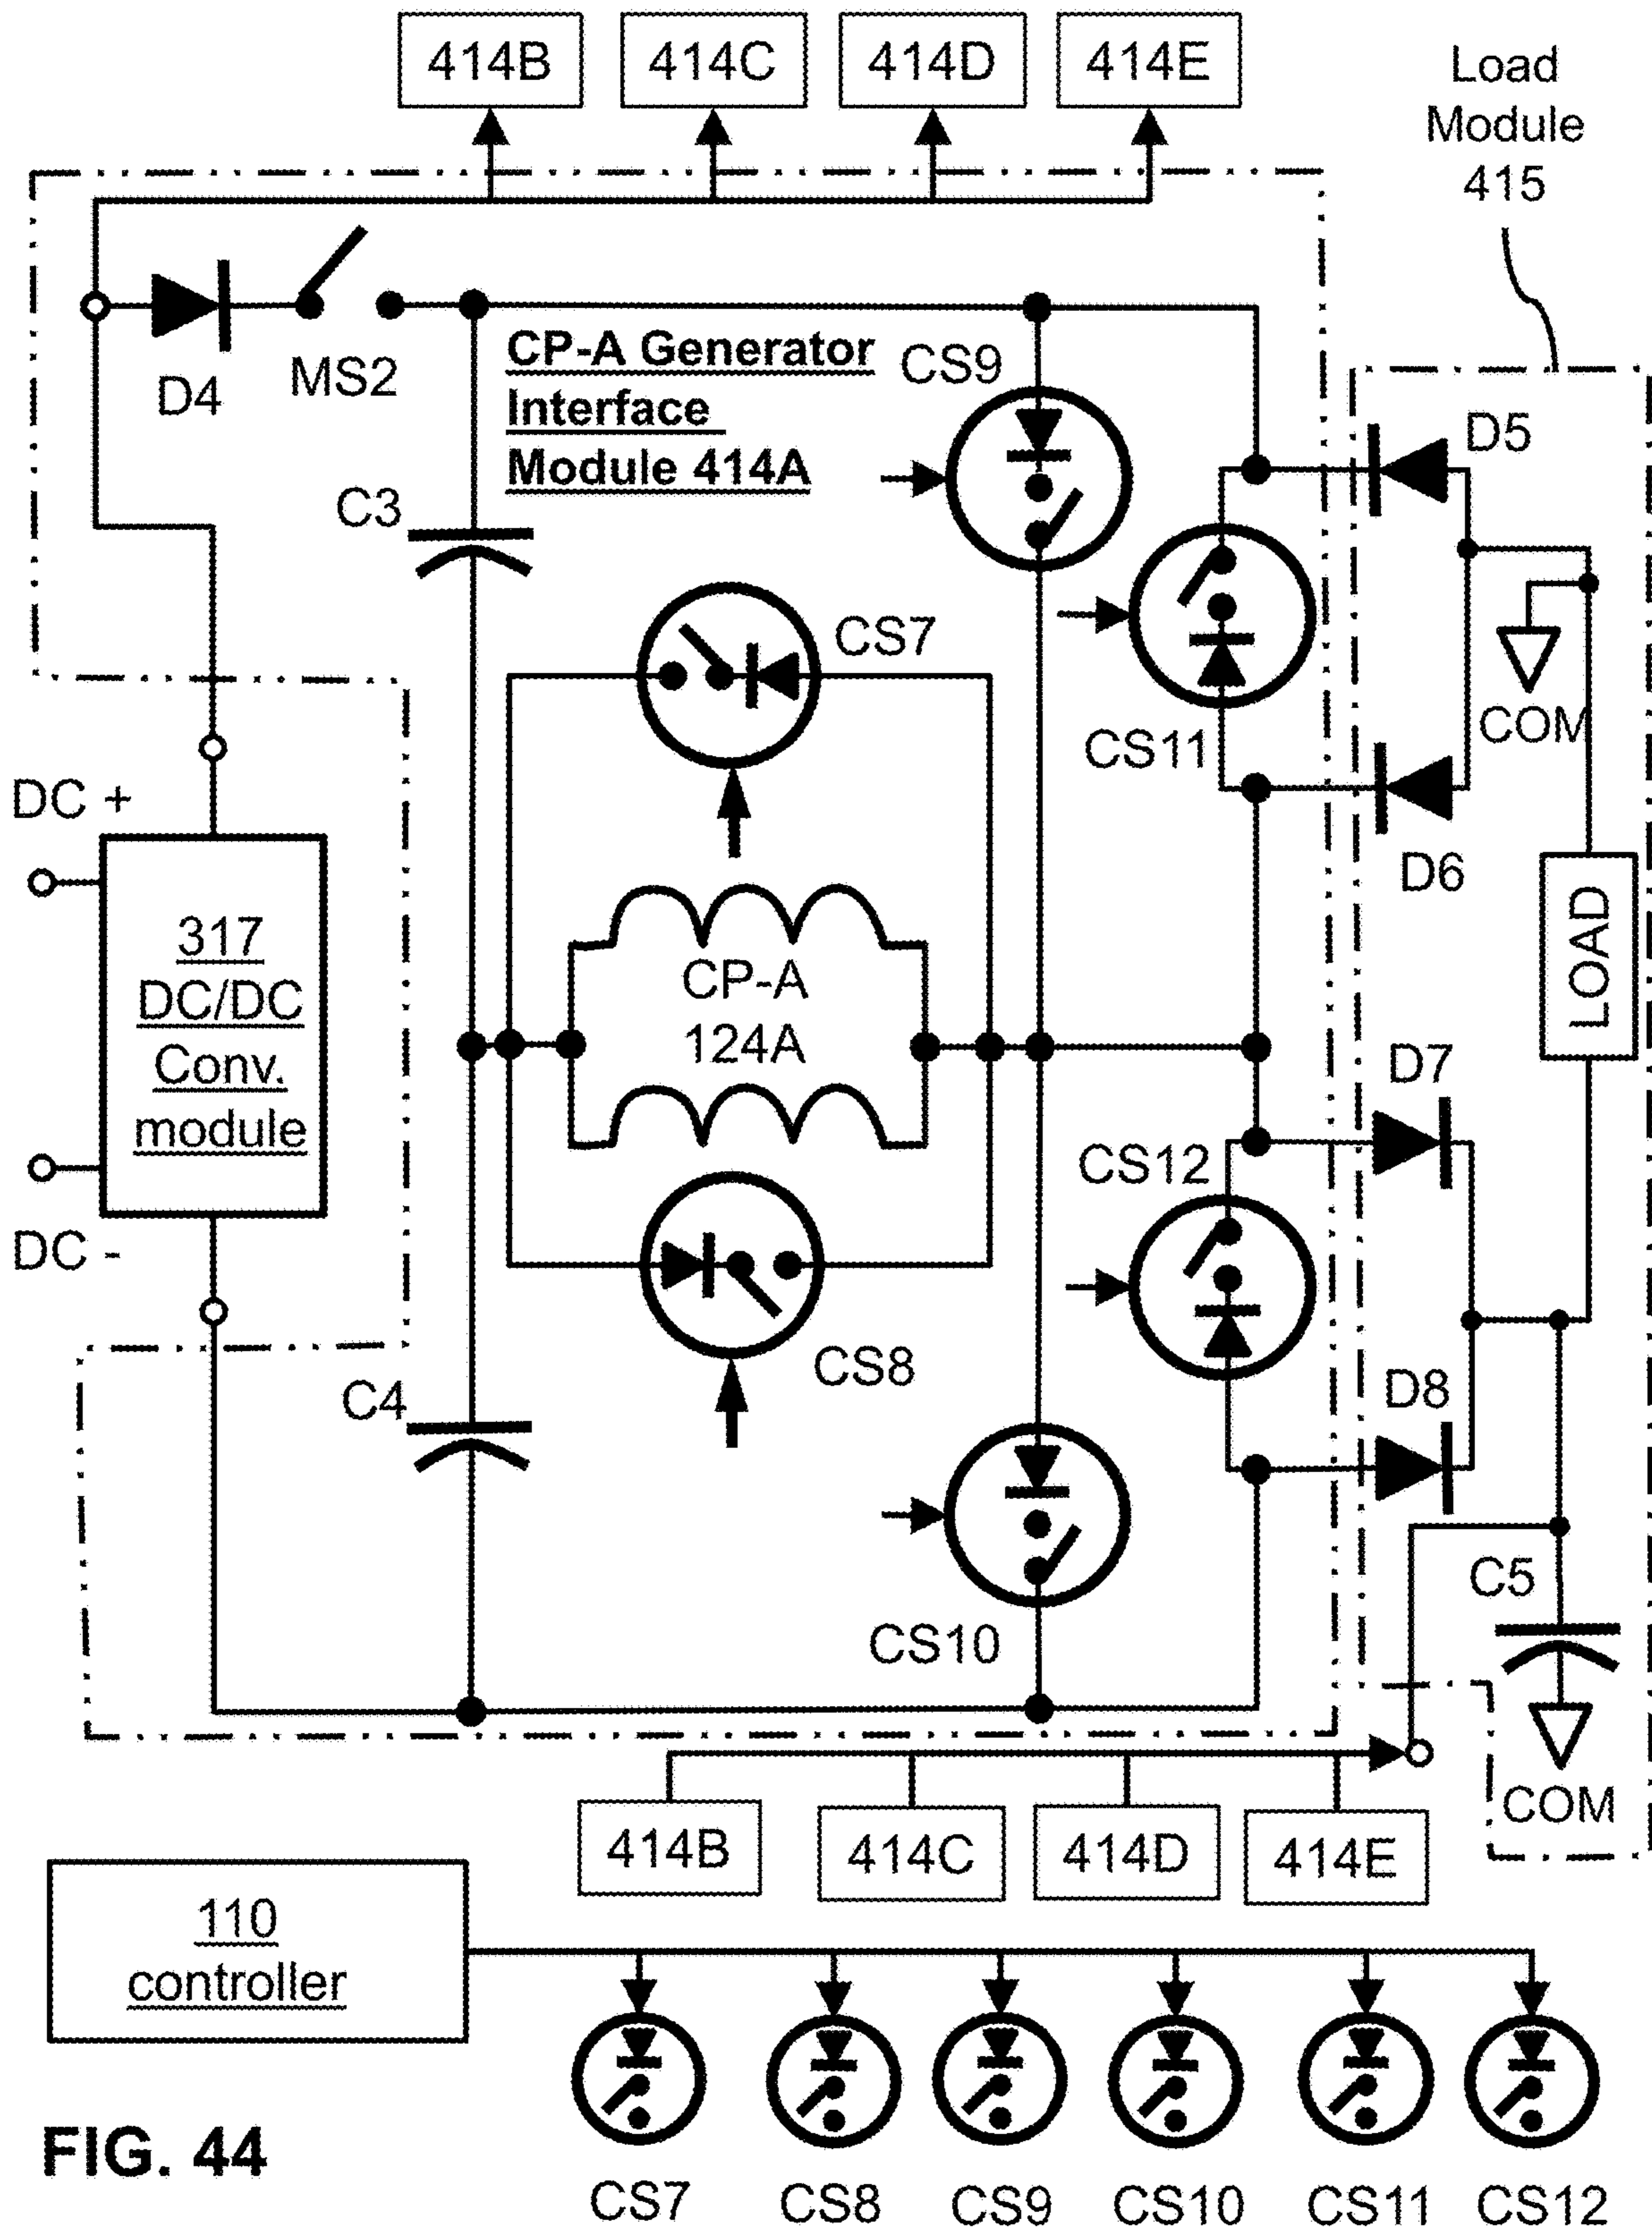 414B
414C
414D
414E
Load
Module
415
D4
MS2
CP-A Generator
Interface
Module 414A
CS9
D5
C3
CS7
CS11
COM
DC +
D6
317
DC/DC
Conv.
module
CP-A
124A
LOAD
D7
CS12
DC -
CS8
C4
D8
CS10
C5
COM
414B
414C
414D
414E
110
controller
FIG. 44
CS7
CS8
CS9
CS10
CS11
CS12